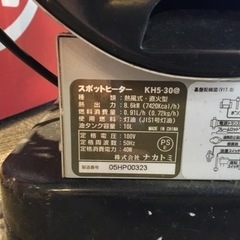 スポットヒーター KH5-30@
種類:熱風式・直火型
熱出力:8.6kW (7420kcal/h)
燃料消費量:0.91L/h (0.72kg/h)
使用燃料:灯油 (JIS1号灯油)
油タンク容量:10L MADE IN CHINA
定格電圧:100V
定格周波数:50Hz
定格消費電力:40W
PS
株式会社ナカトミ
製造番号 05HP00323